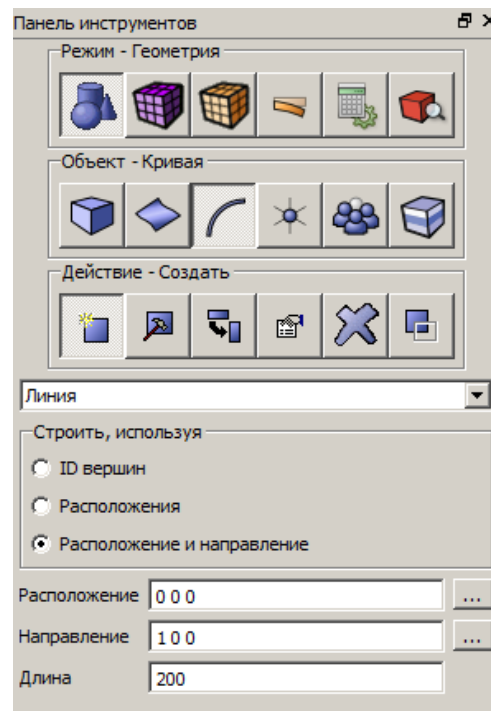 Панель инструментов
Режим - Геометрия
Объект - Кривая
Действие - Создать
Линия
Строить, используя
ID вершин
Расположения
Расположение и направление
Расположение 0 0 0 ...
Направление 1 0 0 ...
Длина 200